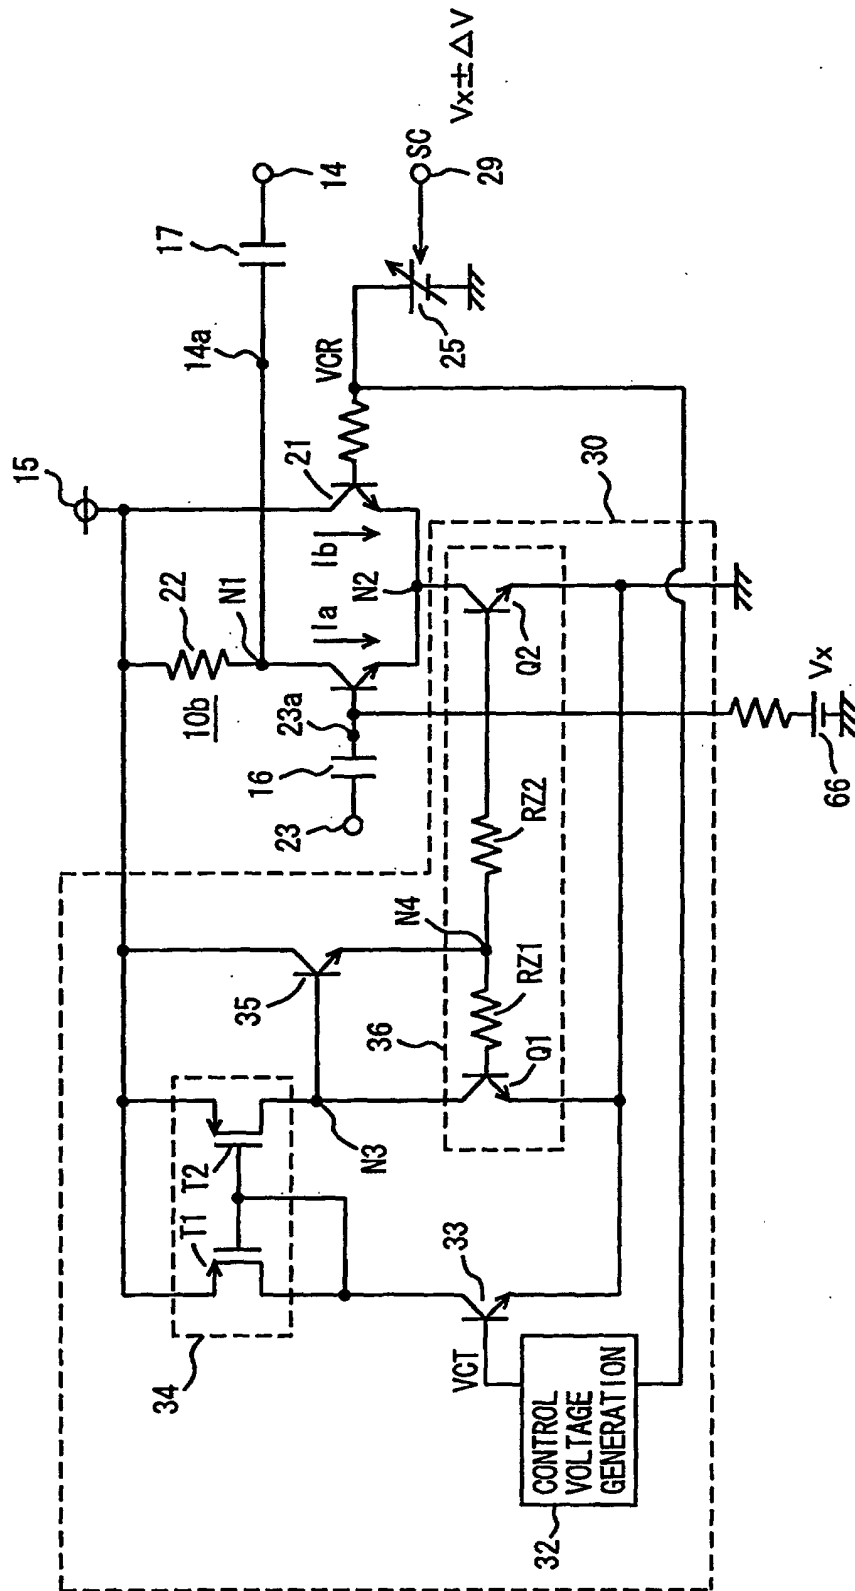 15
14a
17
14
22
N1
10b
Ia
Ib
21
VCR
SC
Vx±ΔV
25
29
23a
16
23
N2
30
35
T1
T2
34
N3
36
N4
RZ1
RZ2
Q1
Q2
33
VCT
CONTROL
VOLTAGE
GENERATION
32
Vx
66